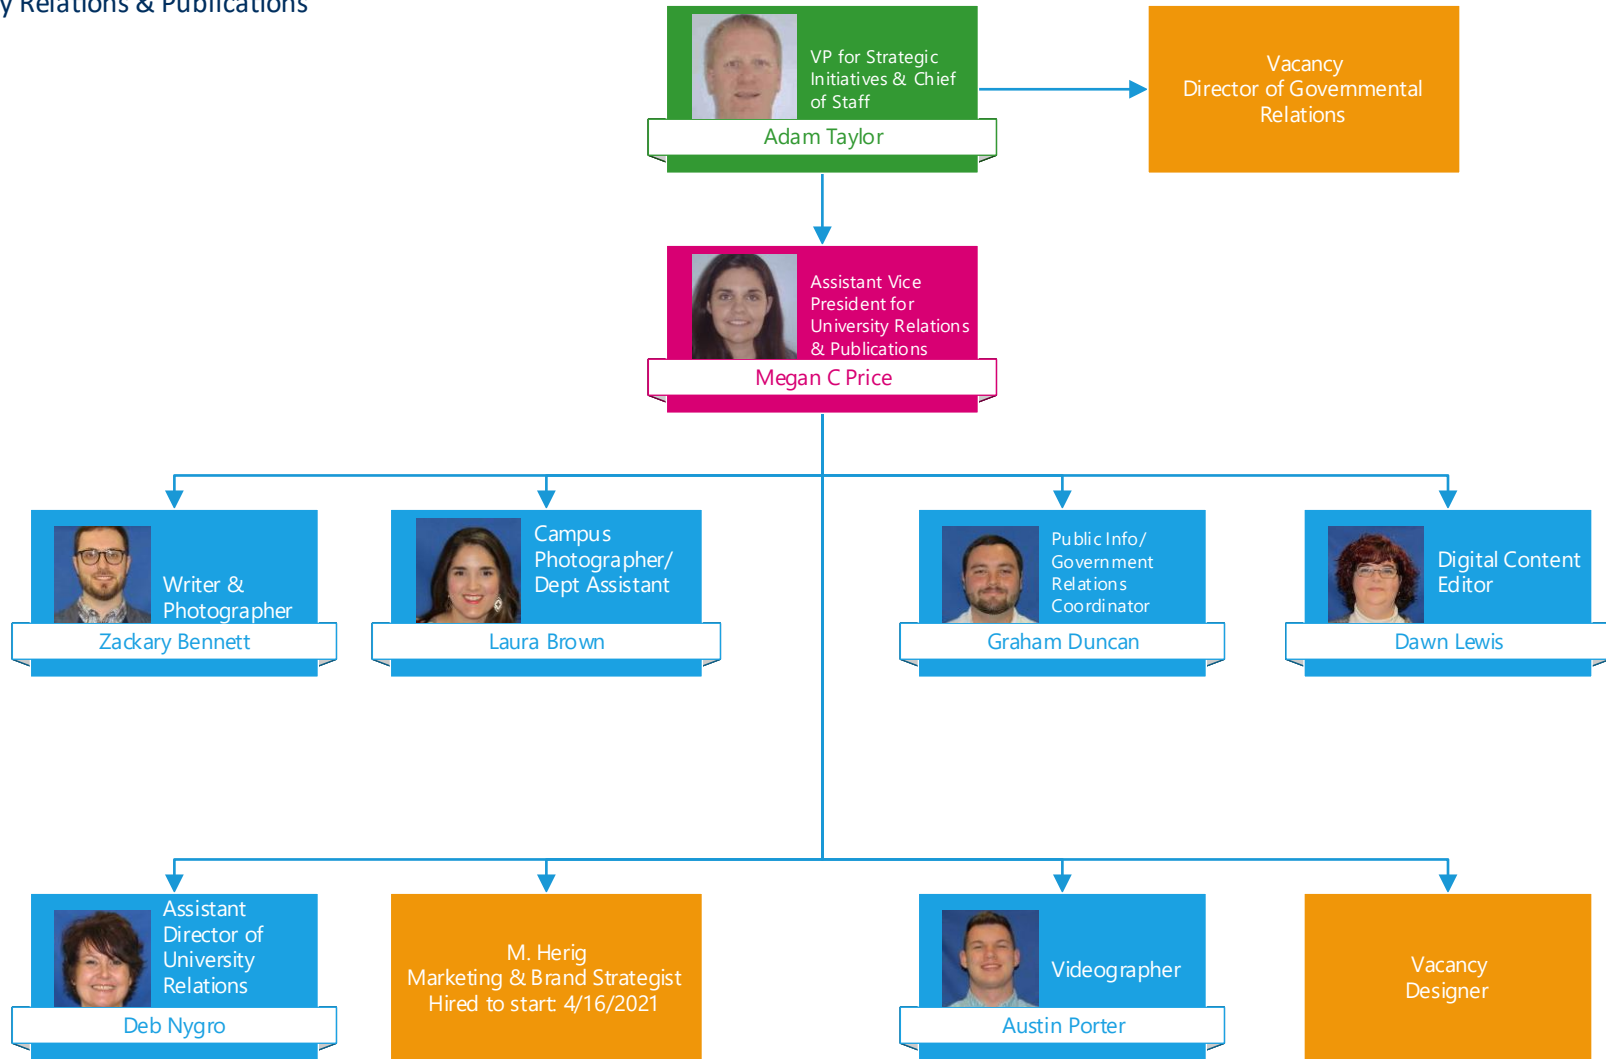 y Relations & Publications
VP for Strategic
Initiatives & Chief
of Staff
Adam Taylor
Vacancy
Director of Governmental
Relations
Assistant Vice
President for
University Relations
& Publications
Megan C Price
Writer &
Photographer
Zackary Bennett
Campus
Photographer/
Dept Assistant
Laura Brown
Public Info/
Government
Relations
Coordinator
Graham Duncan
Digital Content
Editor
Dawn Lewis
Assistant
Director of
University
Relations
Deb Nygro
M. Herig
Marketing & Brand Strategist
Hired to start: 4/16/2021
Videographer
Austin Porter
Vacancy
Designer